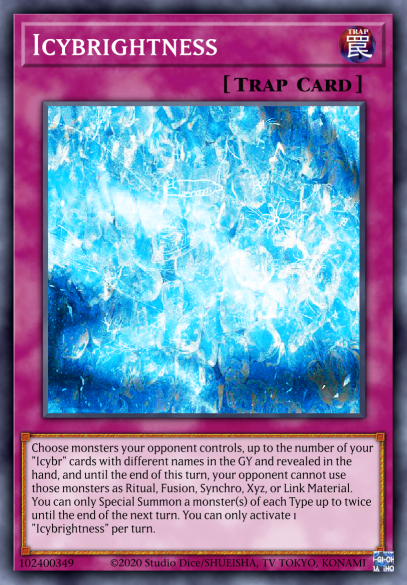 Icybrightness
TRAP
罠
[Trap Card]
Choose monsters your opponent controls, up to the number of your
"Icybr" cards with different names in the GY and revealed in the
hand, and until the end of this turn, your opponent cannot use
those monsters as Ritual, Fusion, Synchro, Xyz, or Link Material.
You can only Special Summon a monster(s) of each Type up to twice
until the end of the next turn. You can only activate 1
"Icybrightness" per turn.
102400349
©2020 Studio Dice/SHUEISHA, TV TOKYO, KONAMI